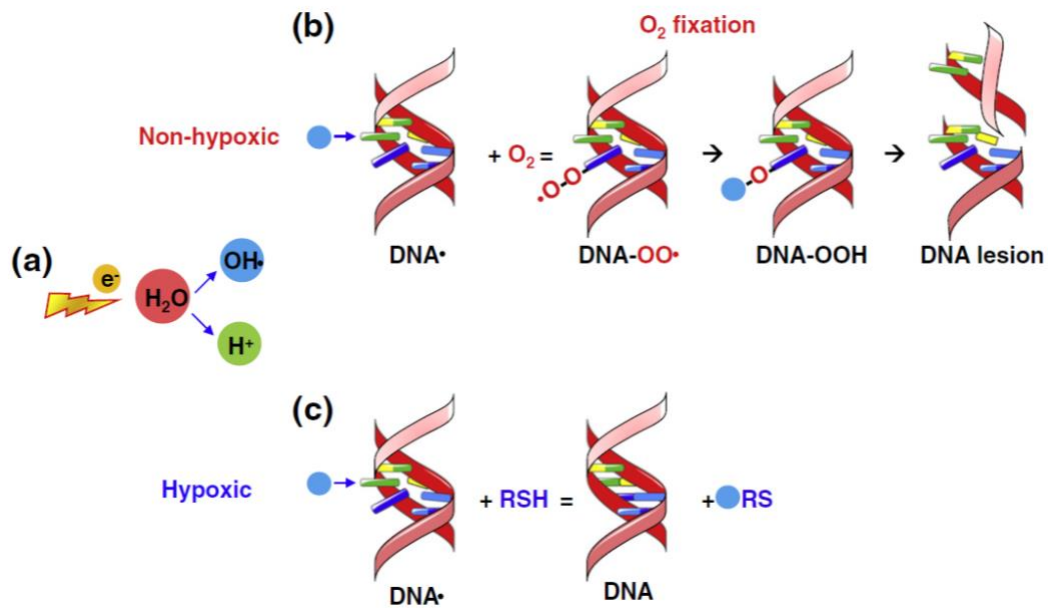 (b)
O₂ fixation
Non-hypoxic
+ O₂ =
•O-O
O
DNA•
DNA-OO•
DNA-OOH
DNA lesion
(a)
e⁻
H₂O
OH•
H⁺
(c)
Hypoxic
+ RSH =
+ RS
DNA•
DNA